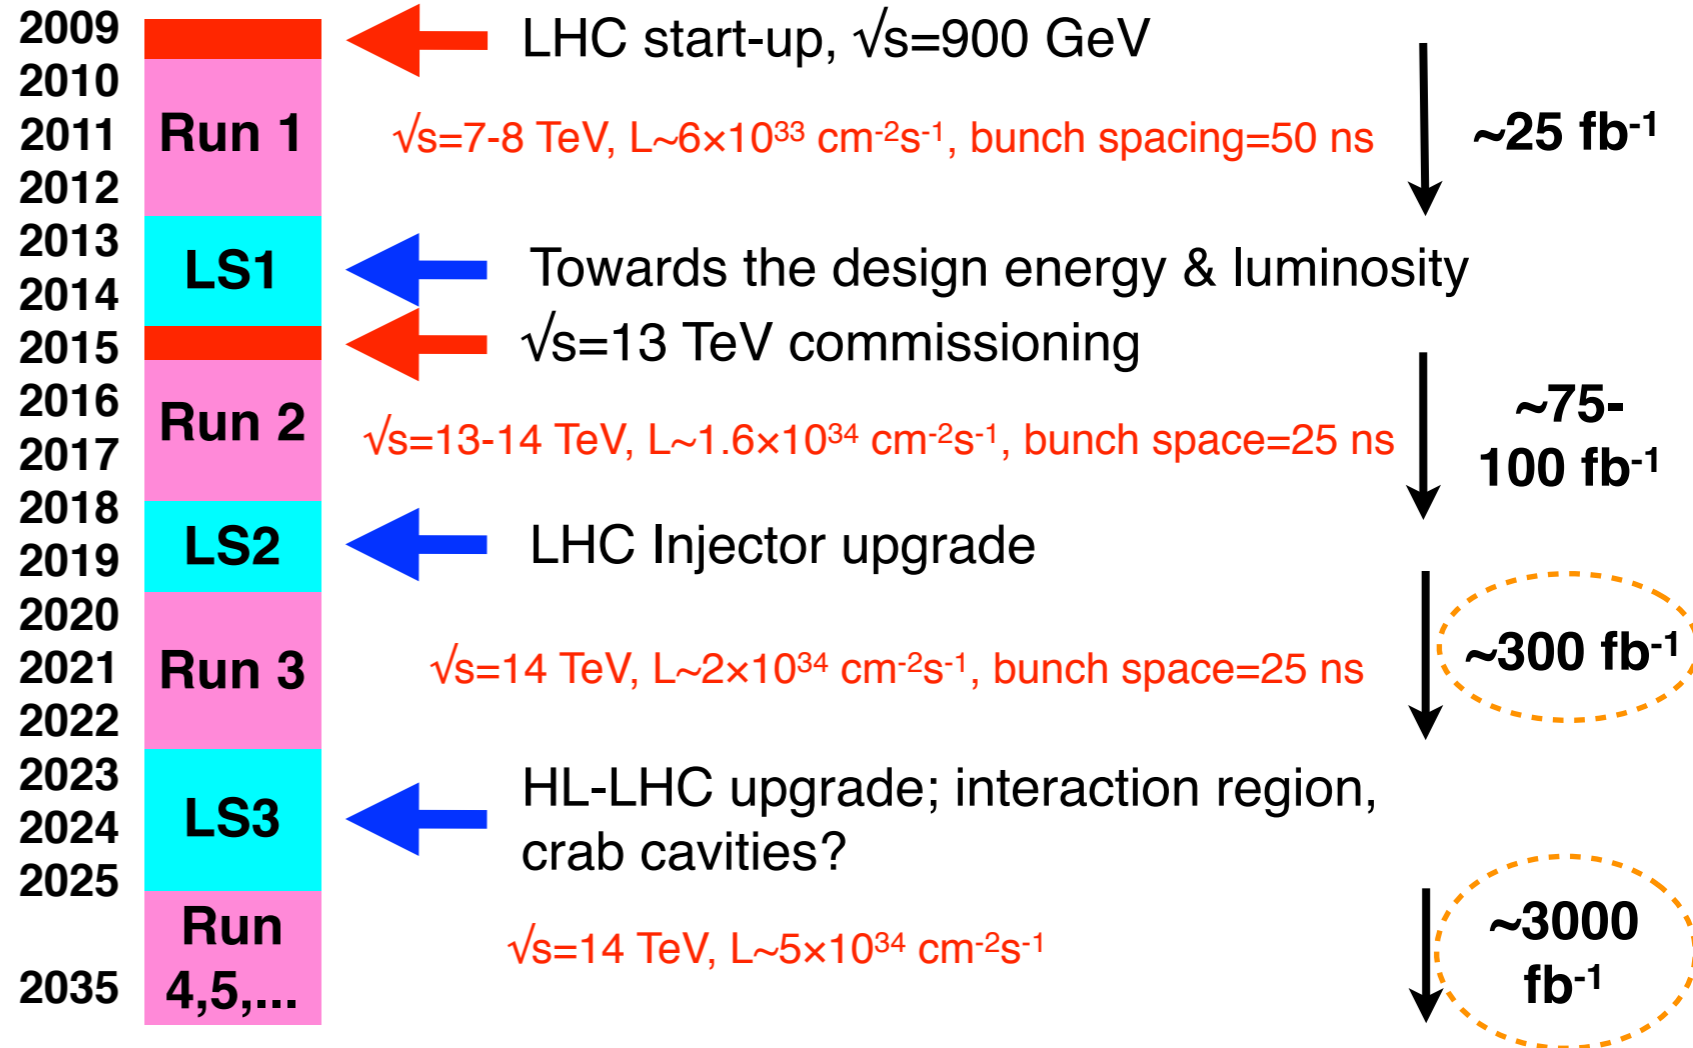 2009
LHC start-up, √s=900 GeV
2010
2011
Run 1
√s=7-8 TeV, L~6×10³³ cm⁻²s⁻¹, bunch spacing=50 ns
~25 fb⁻¹
2012
2013
LS1
Towards the design energy & luminosity
2014
2015
√s=13 TeV commissioning
2016
Run 2
√s=13-14 TeV, L~1.6×10³⁴ cm⁻²s⁻¹, bunch space=25 ns
~75-
100 fb⁻¹
2017
2018
LS2
LHC Injector upgrade
2019
2020
2021
Run 3
√s=14 TeV, L~2×10³⁴ cm⁻²s⁻¹, bunch space=25 ns
~300 fb⁻¹
2022
2023
LS3
HL-LHC upgrade; interaction region,
crab cavities?
2024
2025
Run
4,5,...
√s=14 TeV, L~5×10³⁴ cm⁻²s⁻¹
~3000
fb⁻¹
2035